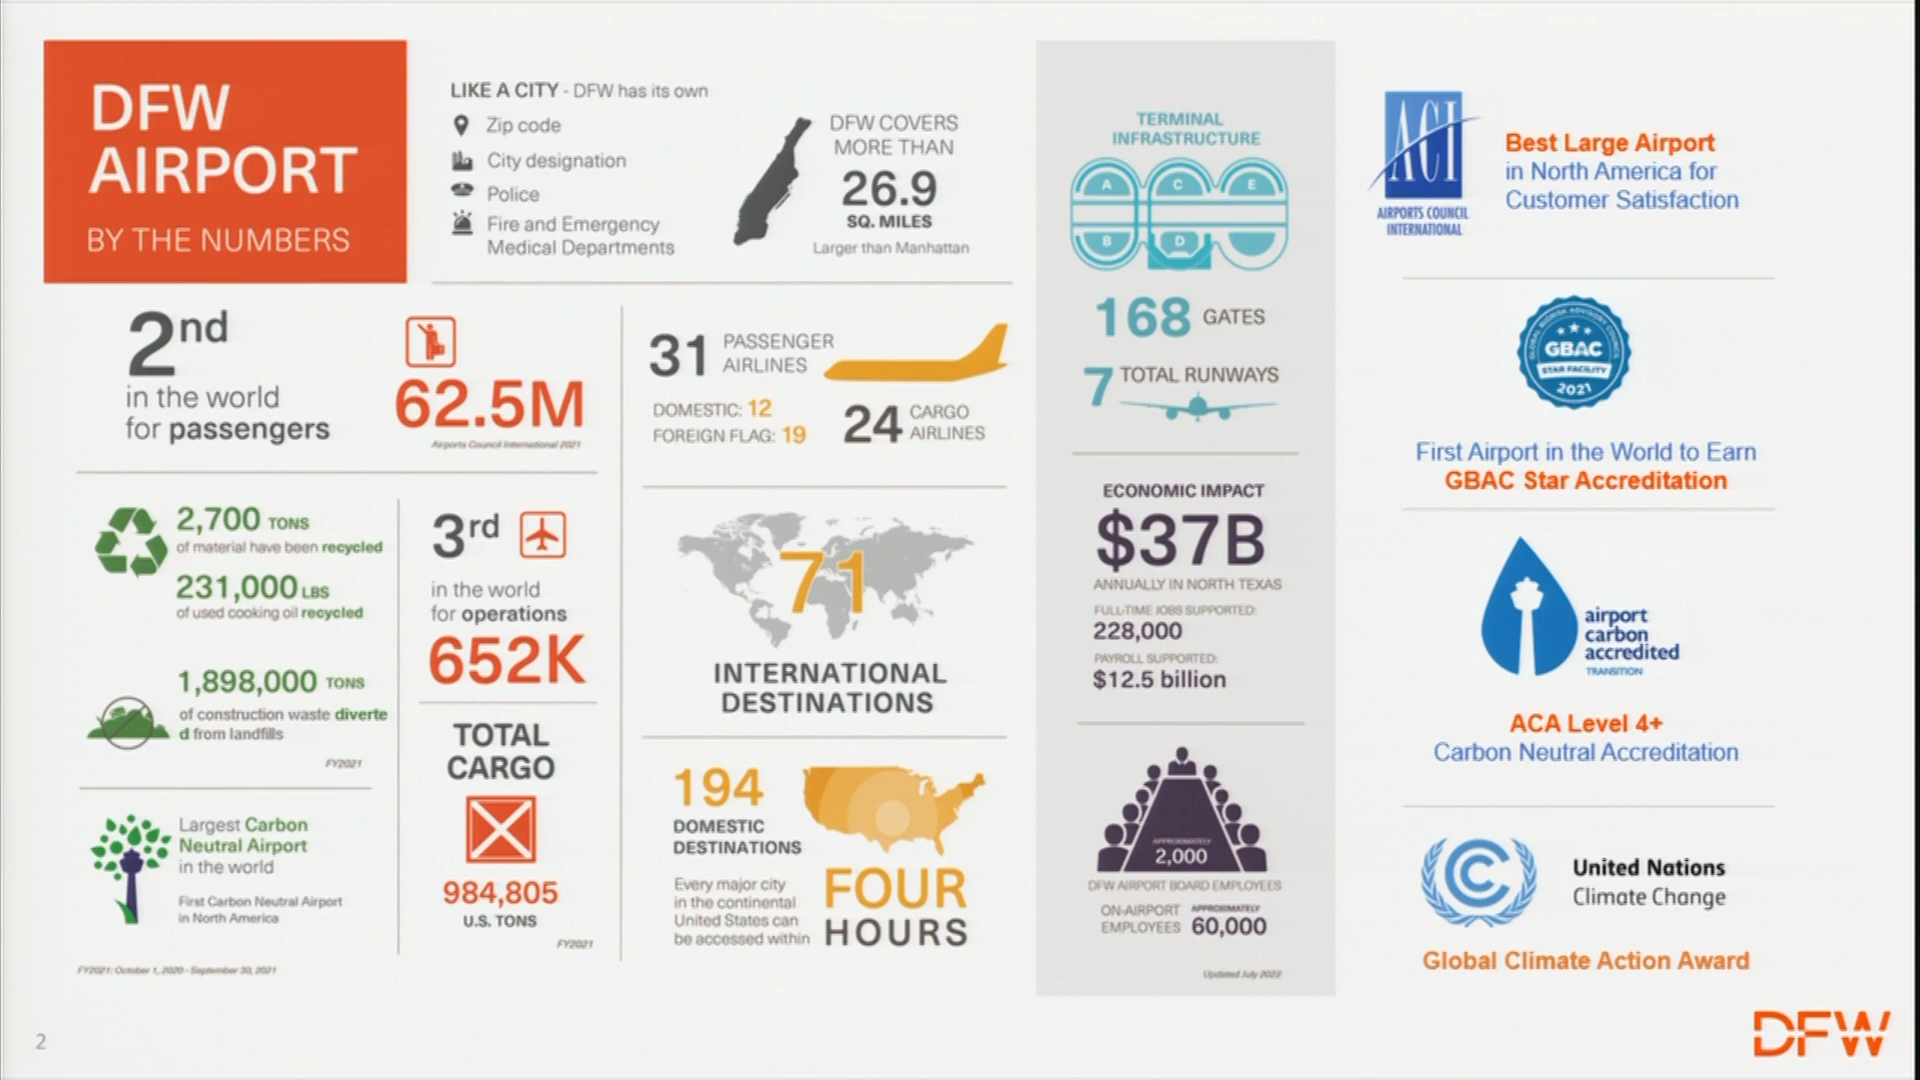 DFW
AIRPORT
BY THE NUMBERS
LIKE A CITY - DFW has its own
Zip code
City designation
Police
Fire and Emergency
Medical Departments
DFW COVERS
MORE THAN
26.9
SQ. MILES
Larger than Manhattan
2nd
in the world
for passengers
62.5M
Airports Council International 2021
31 PASSENGER
AIRLINES
DOMESTIC: 12
FOREIGN FLAG: 19
24 CARGO
AIRLINES
2,700 TONS
of material have been recycled
231,000 LBS
of used cooking oil recycled
1,898,000 TONS
of construction waste diverte
d from landfills
FY2021
Largest Carbon
Neutral Airport
in the world
First Carbon Neutral Airport
in North America
FY2021: October 1, 2020 - September 30, 2021
3rd
in the world
for operations
652K
TOTAL
CARGO
984,805
U.S. TONS
FY2021
71
INTERNATIONAL
DESTINATIONS
194
DOMESTIC
DESTINATIONS
Every major city
in the continental
United States can
be accessed within
FOUR
HOURS
TERMINAL
INFRASTRUCTURE
A C E
B D
168 GATES
7 TOTAL RUNWAYS
ECONOMIC IMPACT
$37B
ANNUALLY IN NORTH TEXAS
FULL-TIME JOBS SUPPORTED:
228,000
PAYROLL SUPPORTED:
$12.5 billion
APPROXIMATELY
2,000
DFW AIRPORT BOARD EMPLOYEES
ON-AIRPORT
EMPLOYEES
APPROXIMATELY
60,000
Updated July 2022
ACI
AIRPORTS COUNCIL
INTERNATIONAL
Best Large Airport
in North America for
Customer Satisfaction
GLOBAL BIORISK ADVISORY COUNCIL
GBAC
STAR FACILITY
2021
First Airport in the World to Earn
GBAC Star Accreditation
airport
carbon
accredited
TRANSITION
ACA Level 4+
Carbon Neutral Accreditation
United Nations
Climate Change
Global Climate Action Award
2
DFW